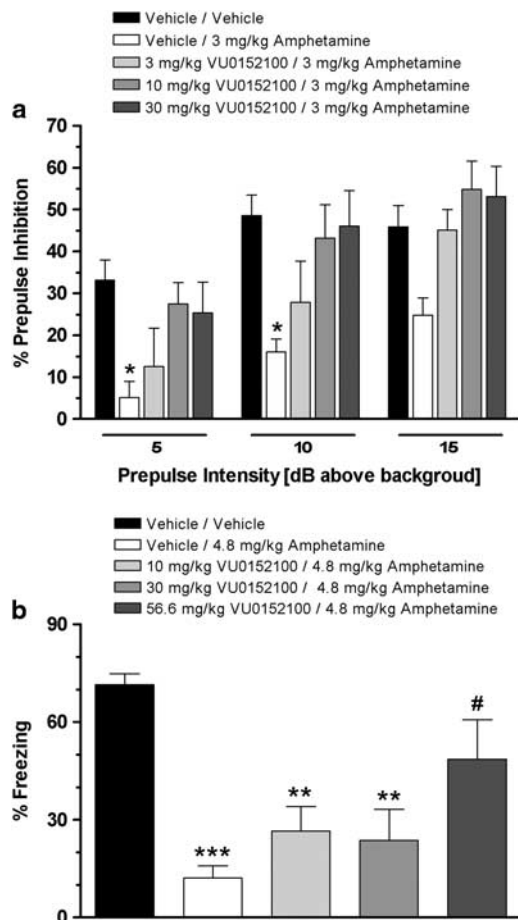 Vehicle / Vehicle
Vehicle / 3 mg/kg Amphetamine
3 mg/kg VU0152100 / 3 mg/kg Amphetamine
10 mg/kg VU0152100 / 3 mg/kg Amphetamine
30 mg/kg VU0152100 / 3 mg/kg Amphetamine
a
% Prepulse Inhibition
70
60
50
40
30
20
10
0
*
*
5 10 15
Prepulse Intensity [dB above backgroud]
Vehicle / Vehicle
Vehicle / 4.8 mg/kg Amphetamine
10 mg/kg VU0152100 / 4.8 mg/kg Amphetamine
30 mg/kg VU0152100 / 4.8 mg/kg Amphetamine
56.6 mg/kg VU0152100 / 4.8 mg/kg Amphetamine
b
% Freezing
90
60
30
0
*** ** ** #